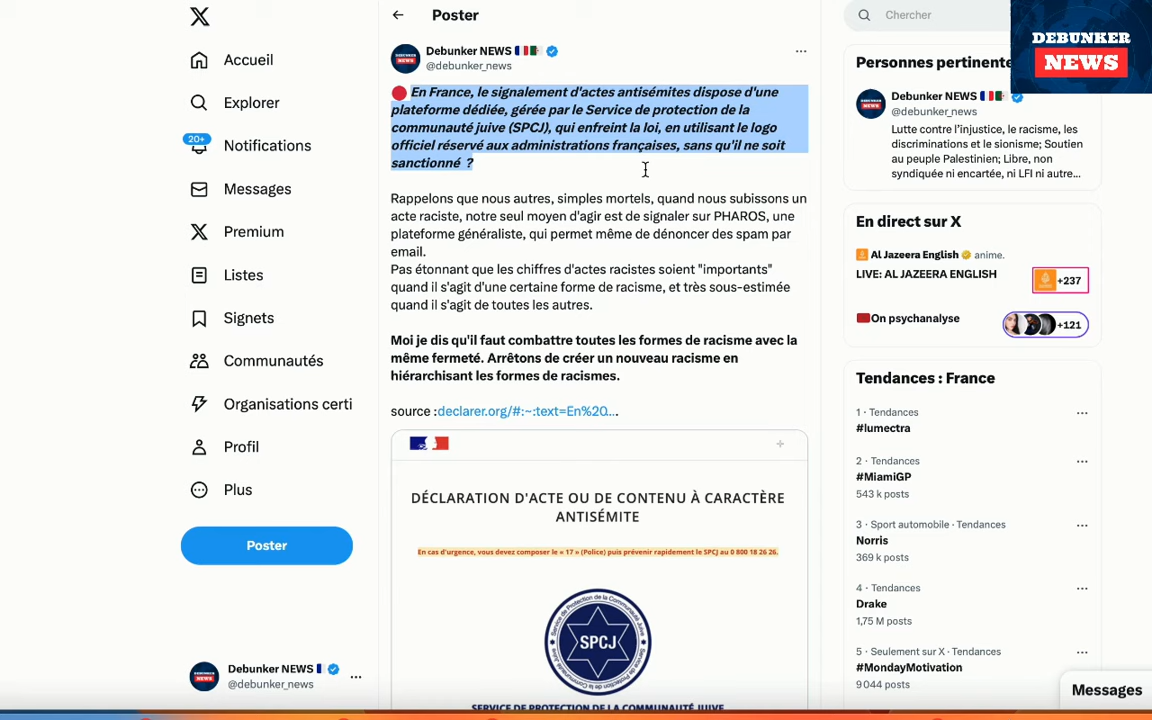 Accueil
Explorer
20+
Notifications
Messages
Premium
Listes
Signets
Communautés
Organisations certi
Profil
Plus
Poster
Debunker NEWS
@debunker_news
Poster
Debunker NEWS
@debunker_news
En France, le signalement d'actes antisémites dispose d'une
plateforme dédiée, gérée par le Service de protection de la
communauté juive (SPCJ), qui enfreint la loi, en utilisant le logo
officiel réservé aux administrations françaises, sans qu'il ne soit
sanctionné ?
Rappelons que nous autres, simples mortels, quand nous subissons un
acte raciste, notre seul moyen d'agir est de signaler sur PHAROS, une
plateforme généraliste, qui permet même de dénoncer des spam par
email.
Pas étonnant que les chiffres d'actes racistes soient "importants"
quand il s'agit d'une certaine forme de racisme, et très sous-estimée
quand il s'agit de toutes les autres.
Moi je dis qu'il faut combattre toutes les formes de racisme avec la
même fermeté. Arrêtons de créer un nouveau racisme en
hiérarchisant les formes de racismes.
source :declarer.org/#:~:text=En%20....
DÉCLARATION D'ACTE OU DE CONTENU À CARACTÈRE
ANTISÉMITE
En cas d'urgence, vous devez composer le « 17 » (Police) puis prévenir rapidement le SPCJ au 0 800 18 26 26.
Service de Protection de la Communauté Juive
SPCJ
SERVICE DE PROTECTION DE LA COMMUNAUTÉ JUIVE
Chercher
DEBUNKER
NEWS
Personnes pertinente
Debunker NEWS
@debunker_news
Lutte contre l'injustice, le racisme, les
discriminations et le sionisme; Soutien
au peuple Palestinien; Libre, non
syndiquée ni encartée, ni LFI ni autre...
En direct sur X
Al Jazeera English anime.
LIVE: AL JAZEERA ENGLISH
+237
On psychanalyse
+121
Tendances : France
1 · Tendances
#lumectra
2 · Tendances
#MiamiGP
543 k posts
3 · Sport automobile · Tendances
Norris
369 k posts
4 · Tendances
Drake
1,75 M posts
5 · Seulement sur X · Tendances
#MondayMotivation
9 044 posts
Messages